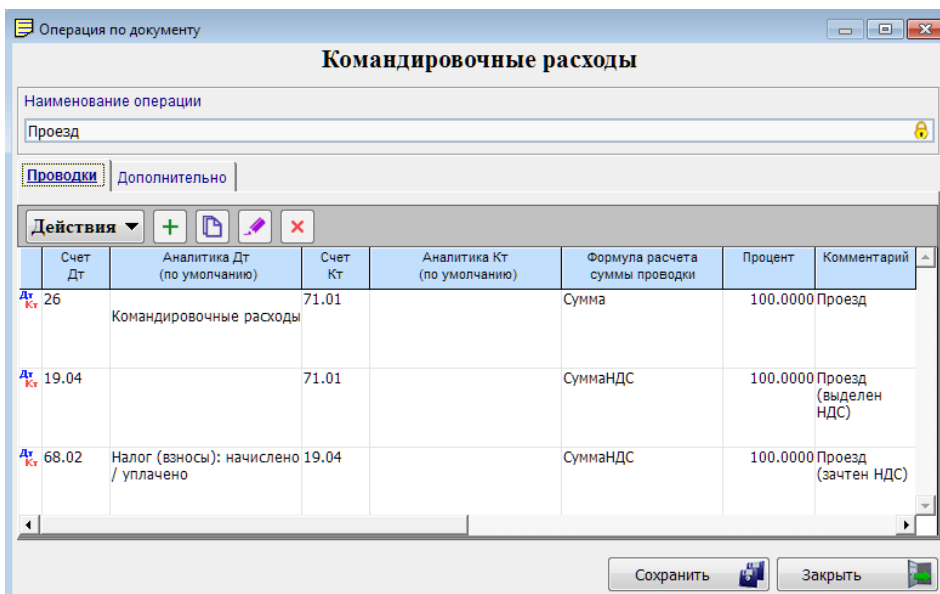 Операция по документу
Командировочные расходы
Наименование операции
Проезд
Проводки Дополнительно
Действия
Счет Дт Аналитика Дт (по умолчанию) Счет Кт Аналитика Кт (по умолчанию) Формула расчета суммы проводки Процент Комментарий
Дт Кт 26 Командировочные расходы 71.01 Сумма 100.0000 Проезд
Дт Кт 19.04 71.01 СуммаНДС 100.0000 Проезд (выделен НДС)
Дт Кт 68.02 Налог (взносы): начислено / уплачено 19.04 СуммаНДС 100.0000 Проезд (зачтен НДС)
Сохранить Закрыть